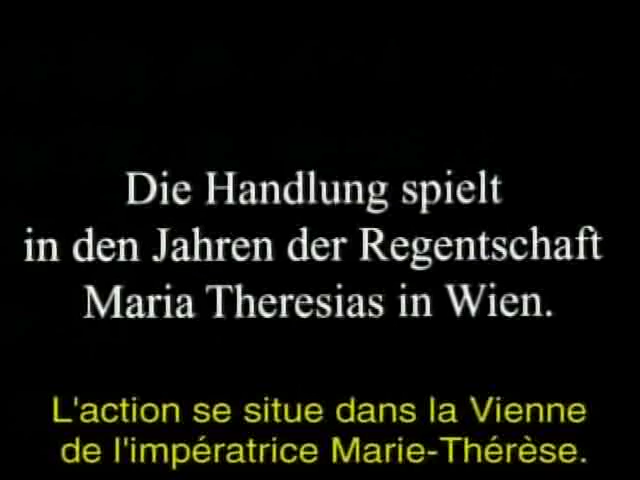 Die Handlung spielt
in den Jahren der Regentschaft
Maria Theresias in Wien.
L'action se situe dans la Vienne
de l'impératrice Marie-Thérèse.